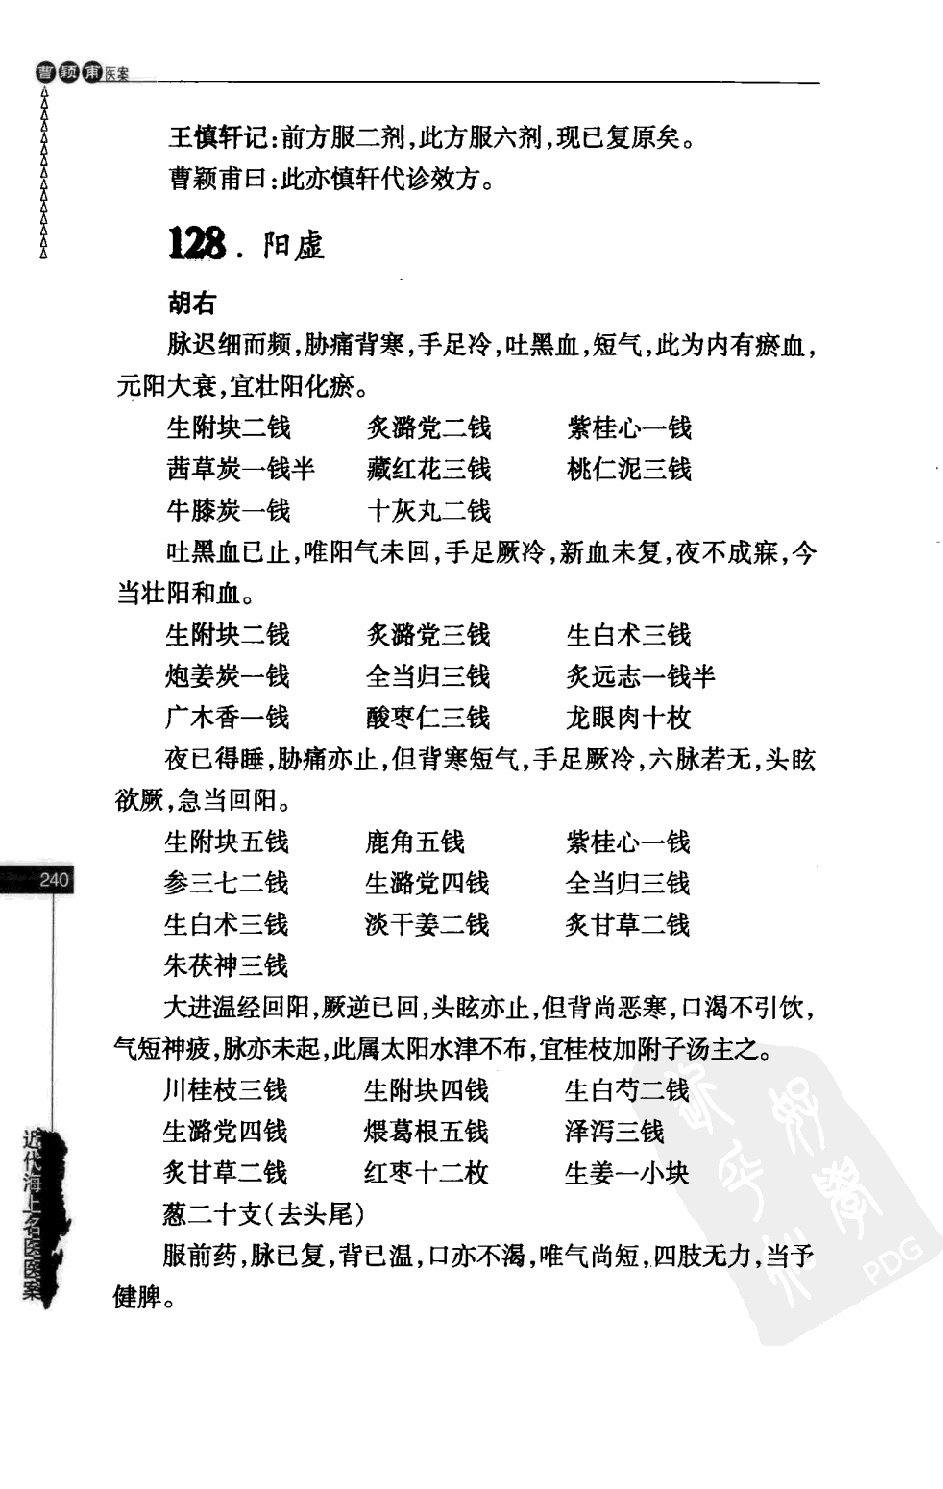 曹颖甫医案
王慎轩记:前方服二剂,此方服六剂,现已复原矣。
曹颖甫曰:此亦慎轩代诊效方。
128．阳虚
胡右
脉迟细而频,胁痛背寒,手足冷,吐黑血,短气,此为内有瘀血,
元阳大衰,宜壮阳化瘀。
生附块二钱 炙潞党二钱 紫桂心一钱
茜草炭一钱半 藏红花三钱 桃仁泥三钱
牛膝炭一钱 十灰丸二钱
吐黑血已止,唯阳气未回,手足厥冷,新血未复,夜不成寐,今
当壮阳和血。
生附块二钱 炙潞党三钱 生白术三钱
炮姜炭一钱 全当归三钱 炙远志一钱半
广木香一钱 酸枣仁三钱 龙眼肉十枚
夜已得睡,胁痛亦止,但背寒短气,手足厥冷,六脉若无,头眩
欲厥,急当回阳。
生附块五钱 鹿角五钱 紫桂心一钱
参三七二钱 生潞党四钱 全当归三钱
生白术三钱 淡干姜二钱 炙甘草二钱
朱茯神三钱
大进温经回阳,厥逆已回,头眩亦止,但背尚恶寒,口渴不引饮,
气短神疲,脉亦未起,此属太阳水津不布,宜桂枝加附子汤主之。
川桂枝三钱 生附块四钱 生白芍二钱
生潞党四钱 煨葛根五钱 泽泻三钱
炙甘草二钱 红枣十二枚 生姜一小块
葱二十支(去头尾)
服前药,脉已复,背已温,口亦不渴,唯气尚短,四肢无力,当予
健脾。
240
近代海上名医医案
PDG